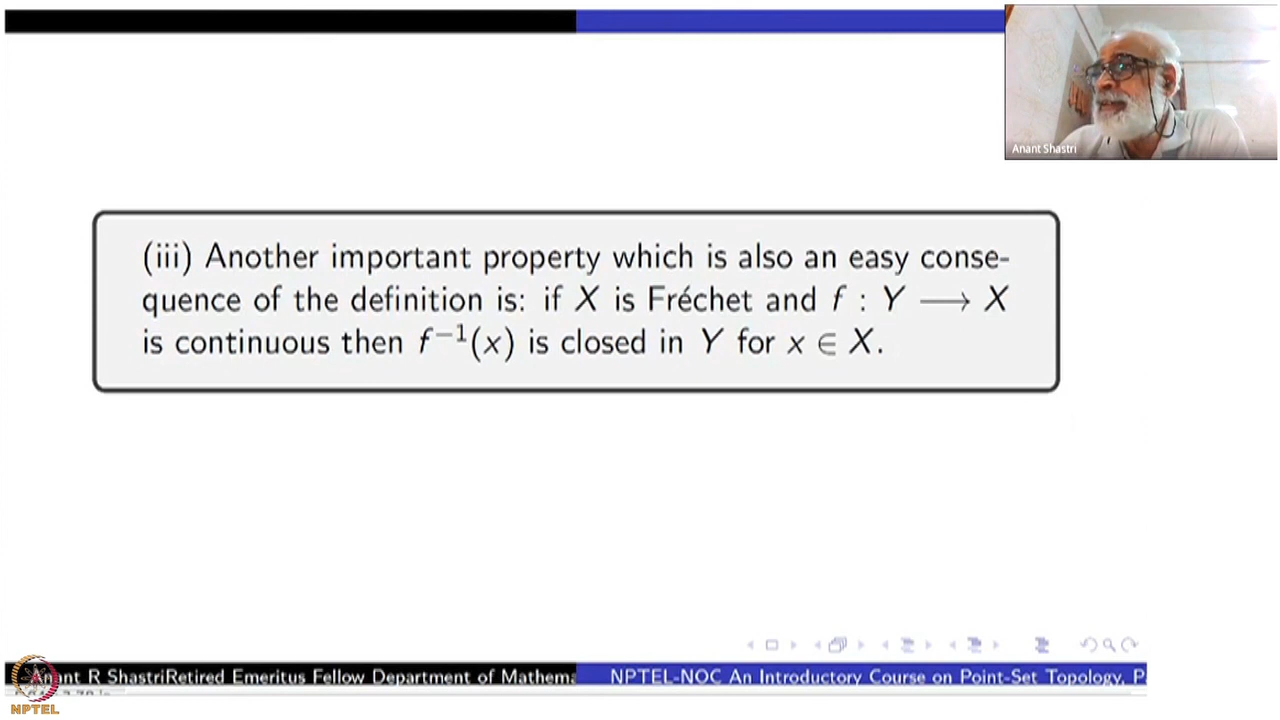 Anant Shastri
(iii) Another important property which is also an easy conse-
quence of the definition is: if X is Fréchet and f : Y ⟶ X
is continuous then f⁻¹(x) is closed in Y for x ∈ X.
Anant R ShastriRetired Emeritus Fellow Department of Mathema
NPTEL-NOC An Introductory Course on Point-Set Topology, P
NPTEL